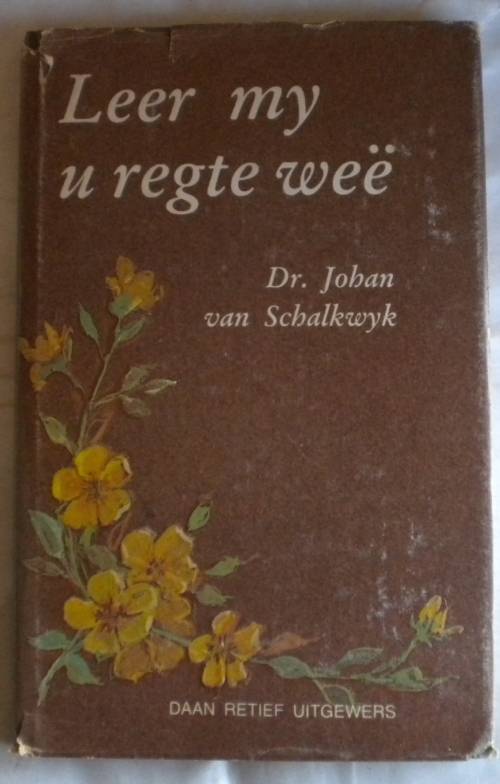 Leer my
u regte weë
Dr. Johan
van Schalkwyk
DAAN RETIEF UITGEWERS